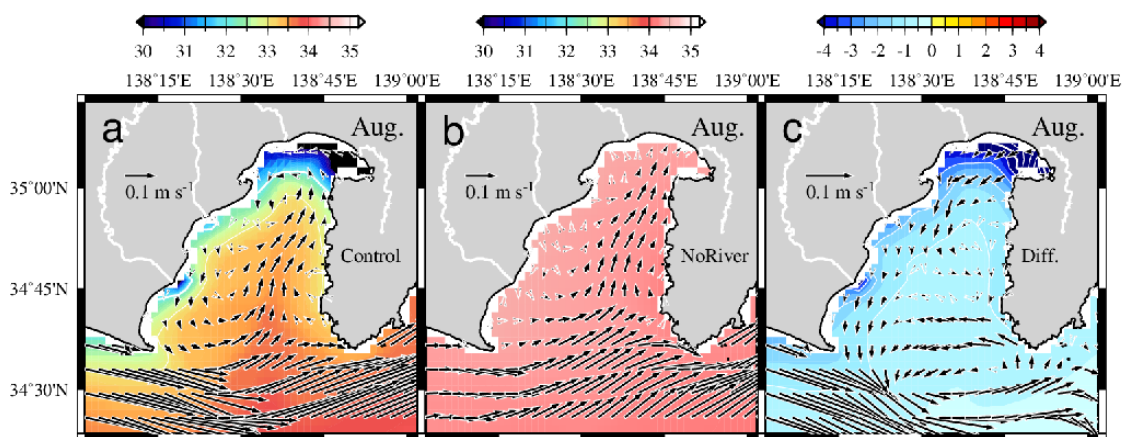 30 31 32 33 34 35
30 31 32 33 34 35
-4 -3 -2 -1 0 1 2 3 4
138°15'E 138°30'E 138°45'E 139°00'E
138°15'E 138°30'E 138°45'E 139°00'E
138°15'E 138°30'E 138°45'E 139°00'E
35°00'N
34°45'N
34°30'N
a
Aug.
0.1 m s⁻¹
Control
b
Aug.
0.1 m s⁻¹
NoRiver
c
Aug.
0.1 m s⁻¹
Diff.